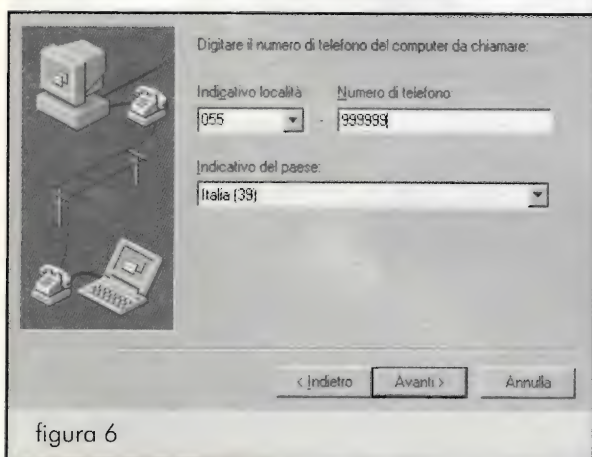 Digitare il numero di telefono del computer da chiamare:
Indicativo località Numero di telefono
055 - 999999
Indicativo del paese:
Italia (39)
< Indietro Avanti > Annulla
figura 6